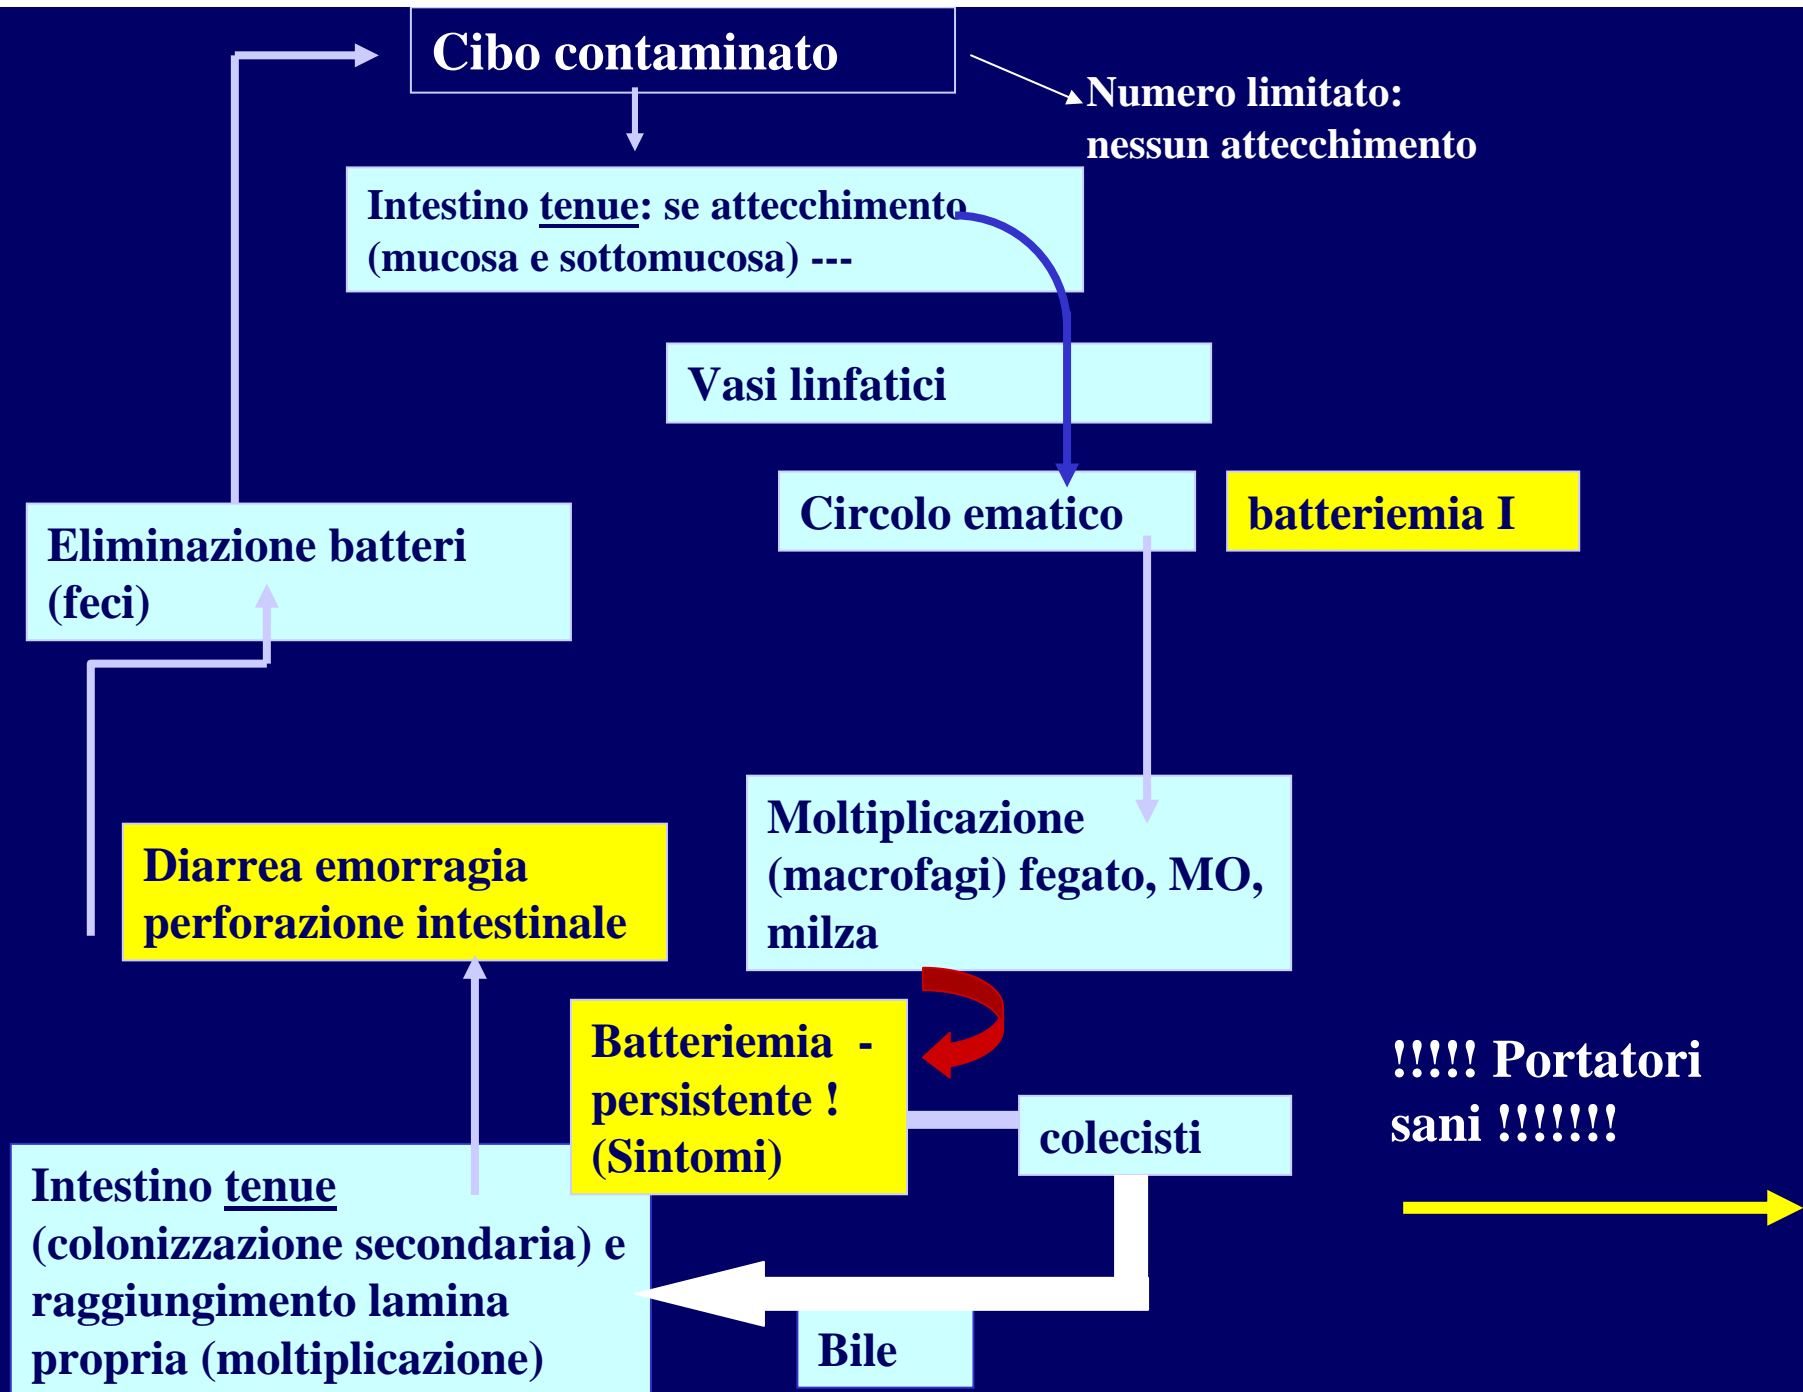 Cibo contaminato
Numero limitato:
nessun attecchimento
Intestino tenue: se attecchimento
(mucosa e sottomucosa) ---
Vasi linfatici
Circolo ematico
batteriemia I
Eliminazione batteri
(feci)
Moltiplicazione
(macrofagi) fegato, MO,
milza
Diarrea emorragia
perforazione intestinale
Batteriemia  -
persistente !
(Sintomi)
colecisti
!!!!! Portatori
sani !!!!!!!
Intestino tenue
(colonizzazione secondaria) e
raggiungimento lamina
propria (moltiplicazione)
Bile